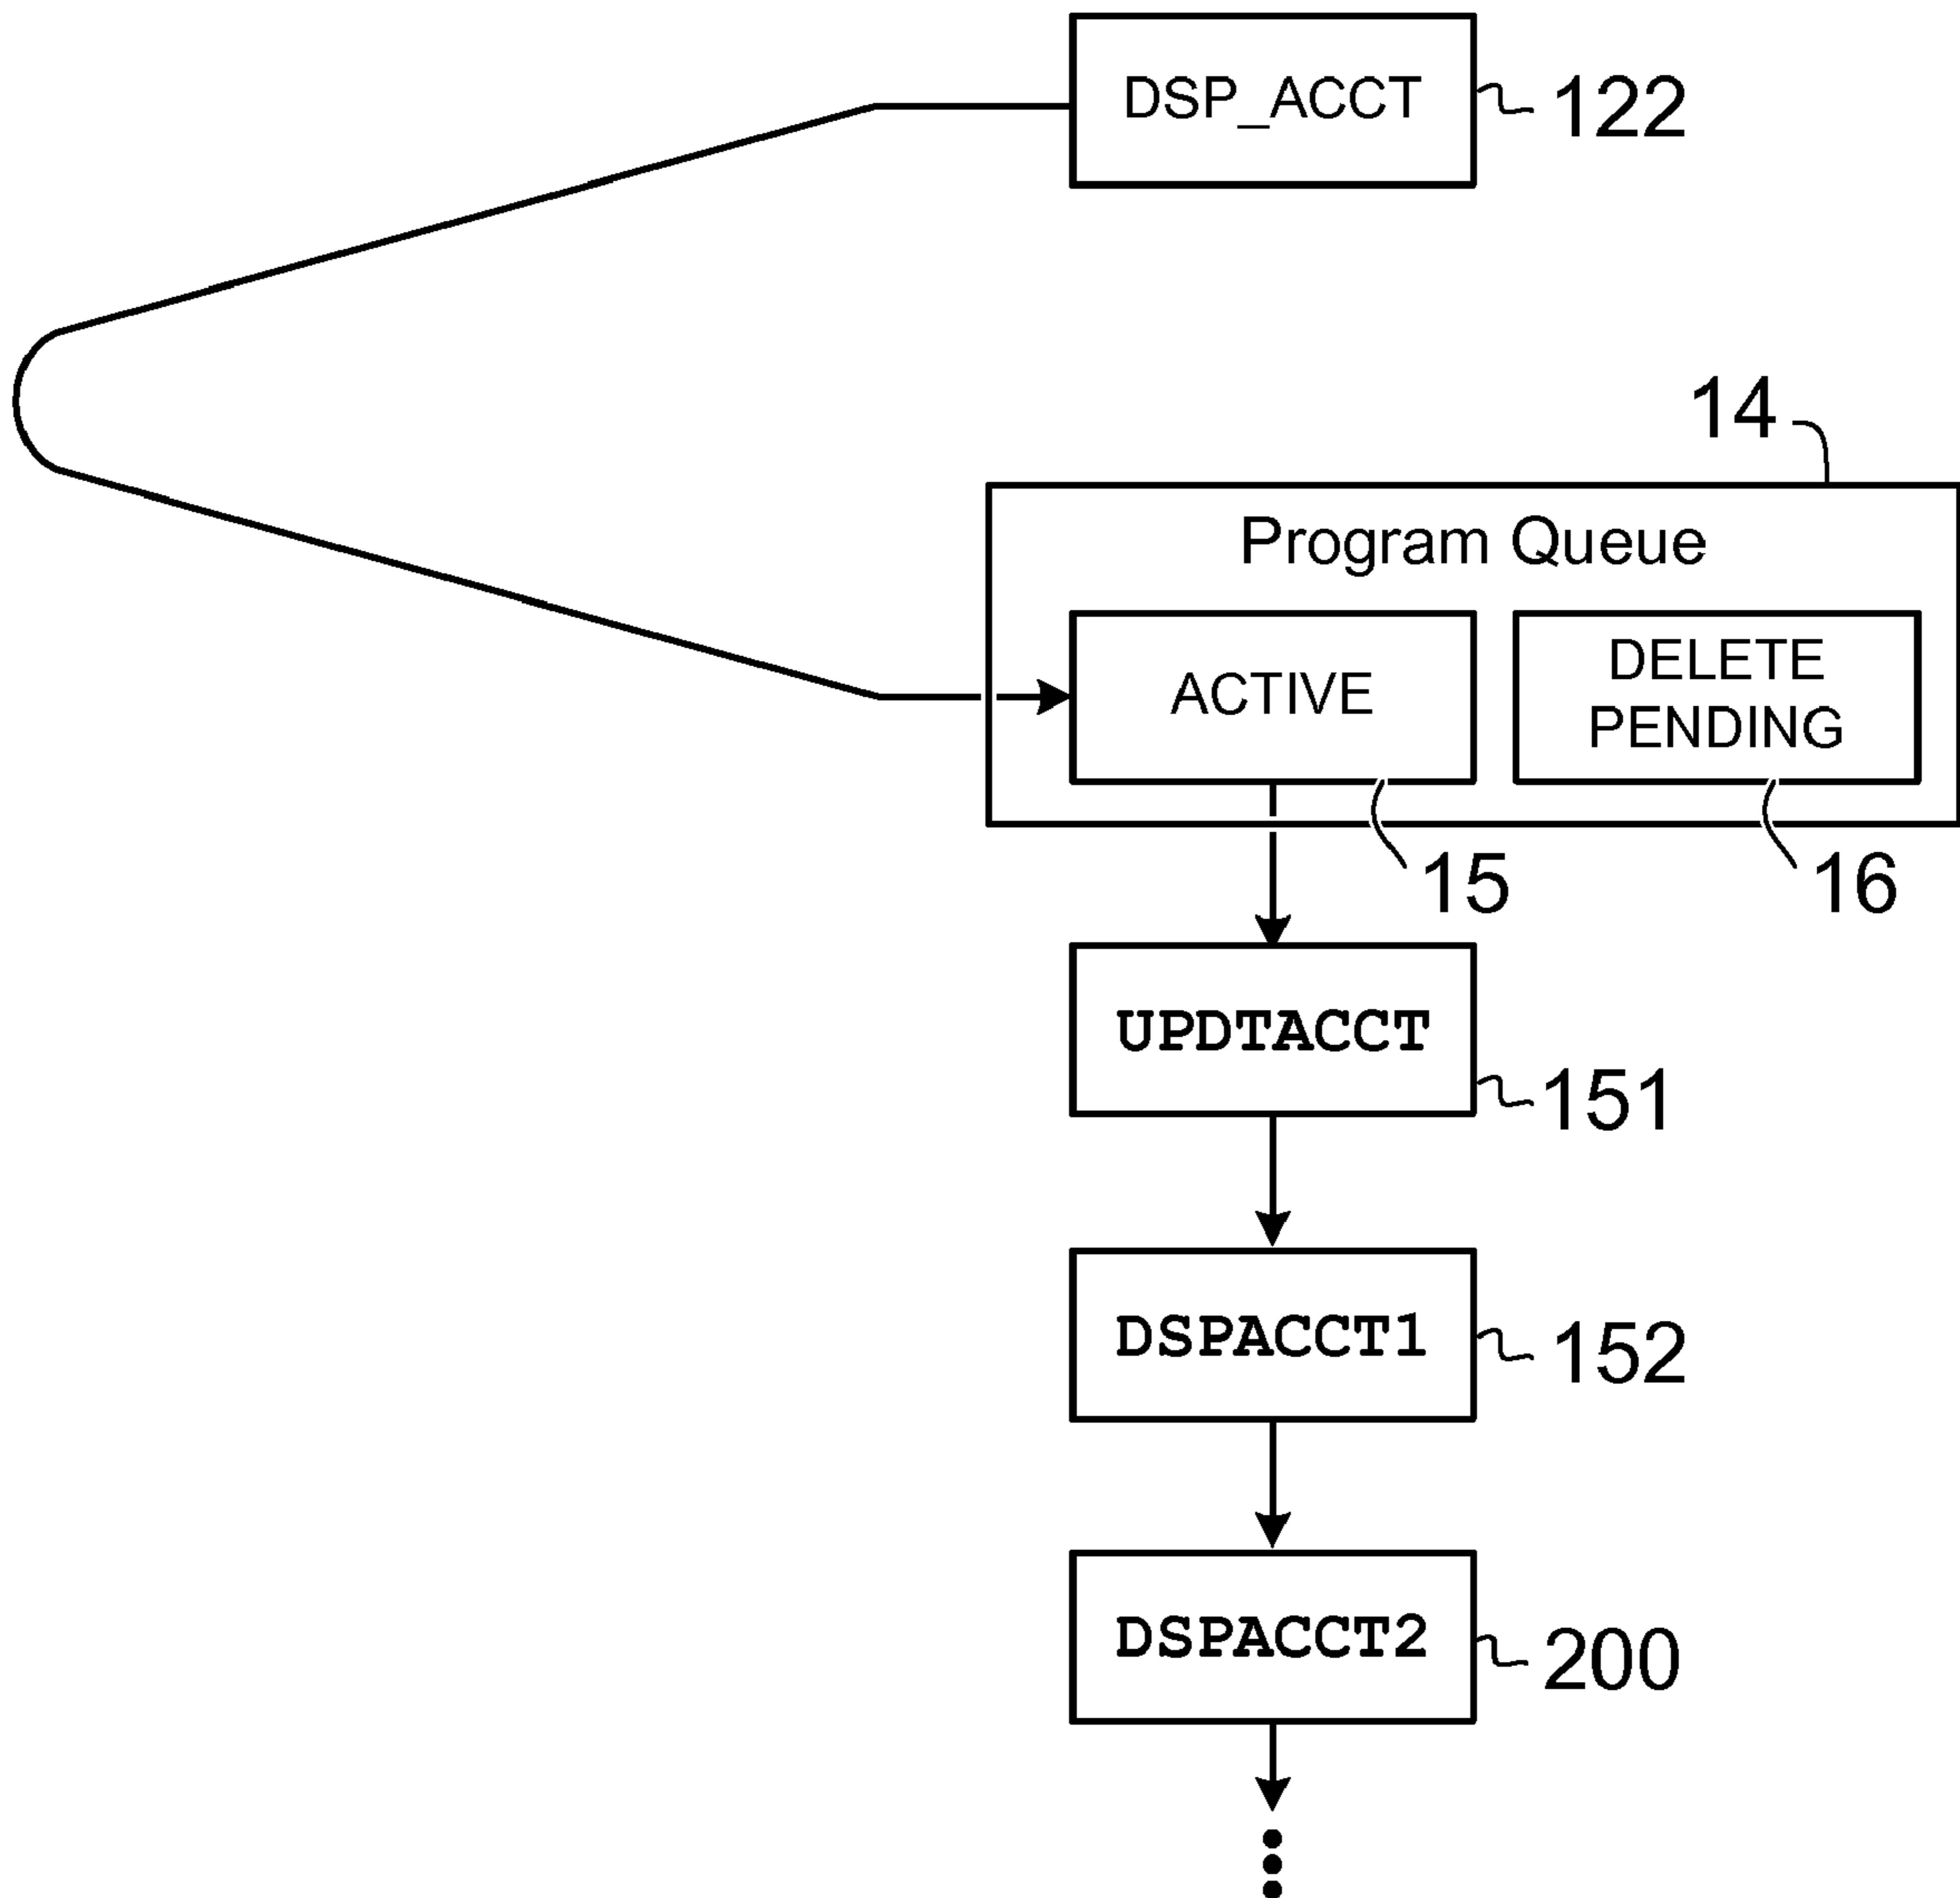 DSP_ACCT
122
14
Program Queue
ACTIVE
DELETE
PENDING
15
16
UPDTACCT
151
DSPACCT1
152
DSPACCT2
200